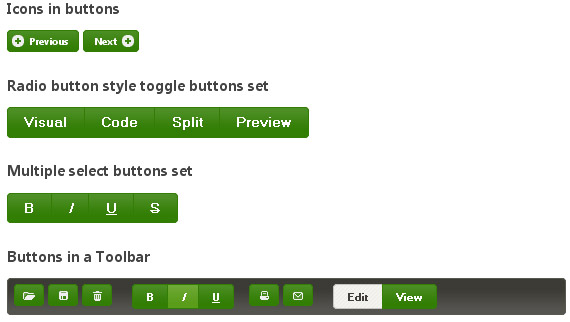 Icons in buttons
Previous Next
Radio button style toggle buttons set
Visual Code Split Preview
Multiple select buttons set
B I U S
Buttons in a Toolbar
B I U Edit View